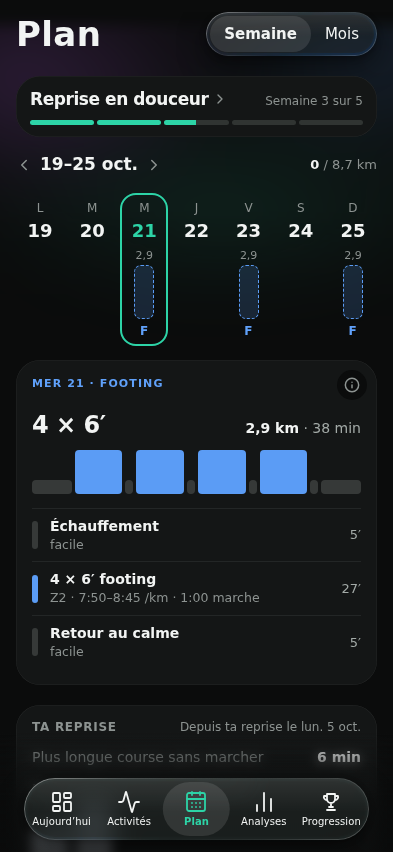 Plan
Semaine Mois
Reprise en douceur
Semaine 3 sur 5
19–25 oct.
0 / 8,7 km
L M M J V S D
19 20 21 22 23 24 25
2,9 2,9 2,9
F F F
MER 21 · FOOTING
4 × 6′
2,9 km · 38 min
Échauffement
facile
5′
4 × 6′ footing
Z2 · 7:50–8:45 /km · 1:00 marche
27′
Retour au calme
facile
5′
TA REPRISE
Depuis ta reprise le lun. 5 oct.
Plus longue course sans marcher
6 min
Aujourd’hui Activités Plan Analyses Progression